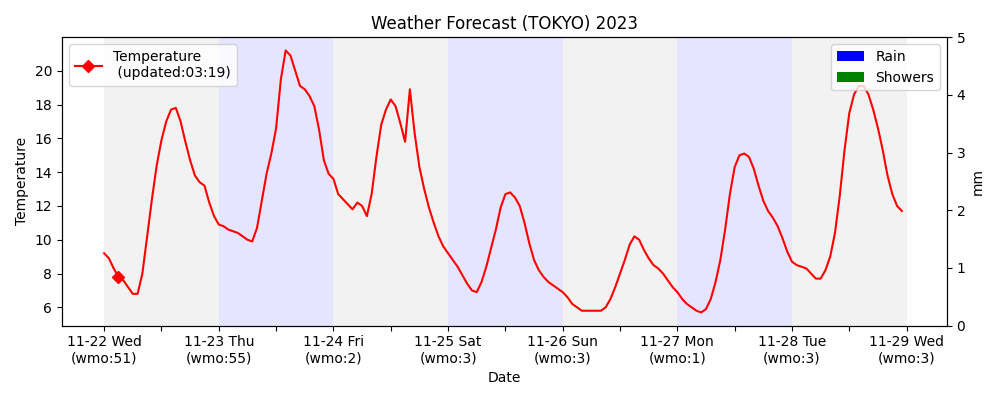 Weather Forecast (TOKYO) 2023
Temperature
(updated:03:19)
Rain
Showers
Temperature
20
18
16
14
12
10
8
6
5
4
3
2
1
0
mm
11-22 Wed 11-23 Thu 11-24 Fri 11-25 Sat 11-26 Sun 11-27 Mon 11-28 Tue 11-29 Wed
(wmo:51) (wmo:55) (wmo:2) (wmo:3) (wmo:3) (wmo:1) (wmo:3) (wmo:3)
Date